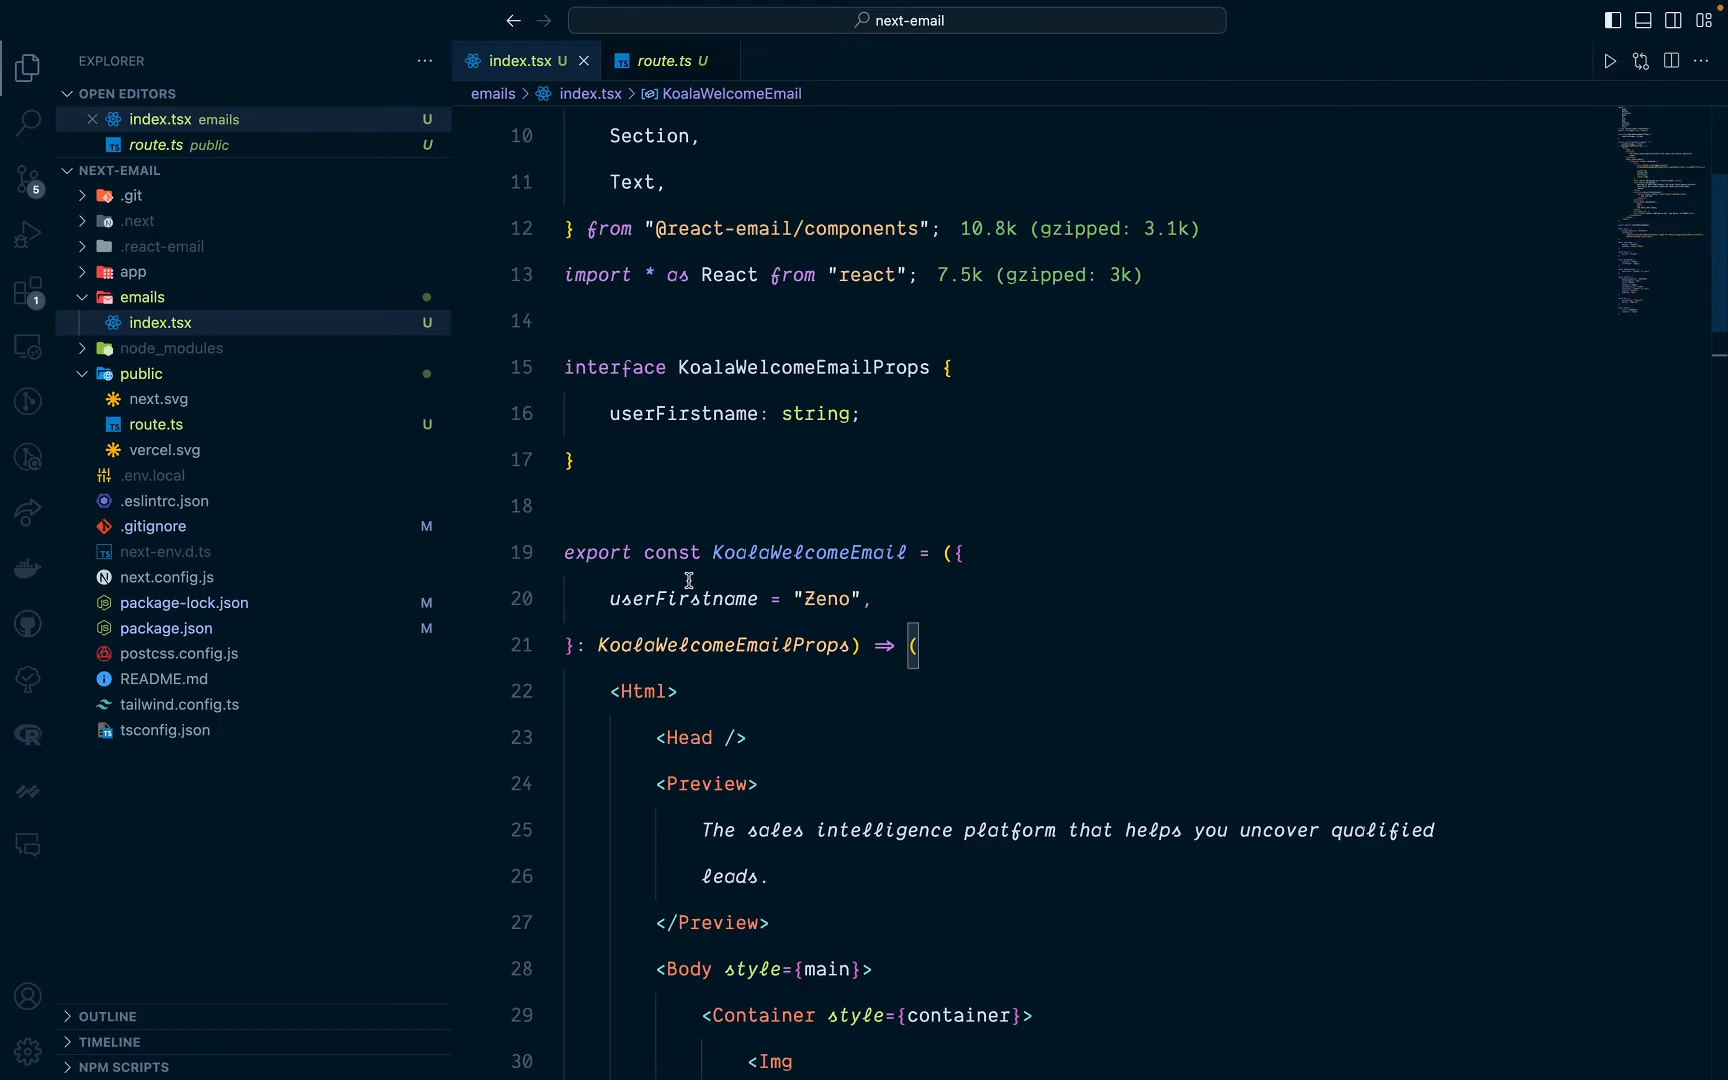 next-email
EXPLORER
OPEN EDITORS
index.tsx emails U
route.ts public U
NEXT-EMAIL
.git
.next
.react-email
app
emails
index.tsx U
node_modules
public
next.svg
route.ts U
vercel.svg
.env.local
.eslintrc.json
.gitignore M
next-env.d.ts
next.config.js
package-lock.json M
package.json M
postcss.config.js
README.md
tailwind.config.ts
tsconfig.json
OUTLINE
TIMELINE
NPM SCRIPTS
5
1
index.tsx U
route.ts U
emails > index.tsx > KoalaWelcomeEmail
10 Section,
11 Text,
12 } from "@react-email/components"; 10.8k (gzipped: 3.1k)
13 import * as React from "react"; 7.5k (gzipped: 3k)
14
15 interface KoalaWelcomeEmailProps {
16 userFirstname: string;
17 }
18
19 export const KoalaWelcomeEmail = ({
20 userFirstname = "Zeno",
21 }: KoalaWelcomeEmailProps) => (
22 <Html>
23 <Head />
24 <Preview>
25 The sales intelligence platform that helps you uncover qualified
26 leads.
27 </Preview>
28 <Body style={main}>
29 <Container style={container}>
30 <Img